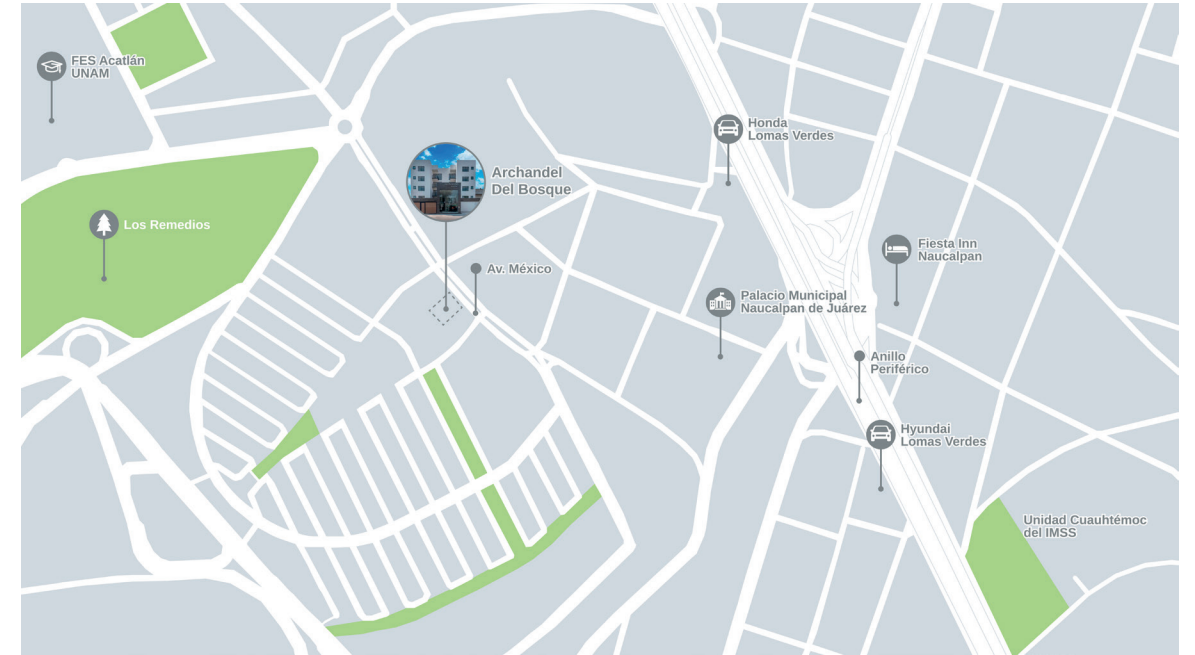 FES Acatlán
UNAM
Honda
Lomas Verdes
Archandel
Del Bosque
Los Remedios
Fiesta Inn
Naucalpan
Av. México
Palacio Municipal
Naucalpan de Juárez
Anillo
Periférico
Hyundai
Lomas Verdes
Unidad Cuauhtémoc
del IMSS